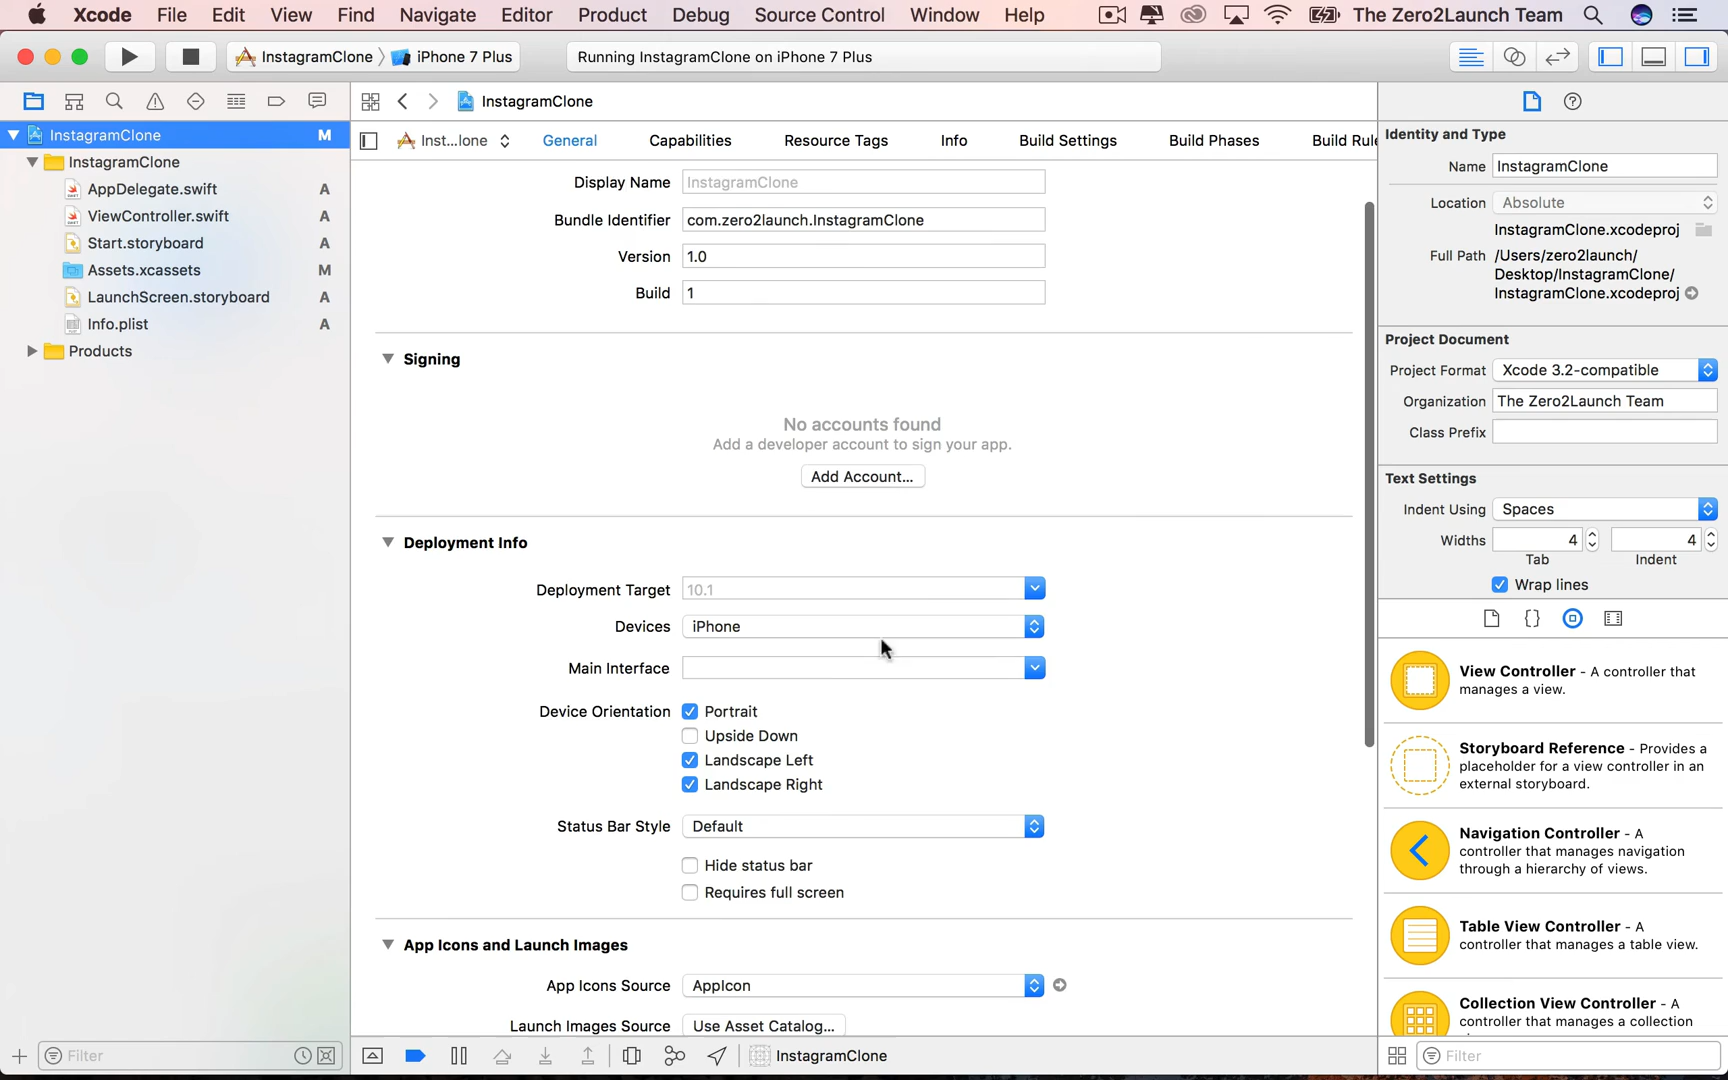 Xcode File Edit View Find Navigate Editor Product Debug Source Control Window Help The Zero2Launch Team
InstagramClone iPhone 7 Plus
Running InstagramClone on iPhone 7 Plus
InstagramClone
InstagramClone M
InstagramClone
AppDelegate.swift A
ViewController.swift A
Start.storyboard A
Assets.xcassets M
LaunchScreen.storyboard A
Info.plist A
Products
Filter
Inst...lone General Capabilities Resource Tags Info Build Settings Build Phases Build Rule
Display Name InstagramClone
Bundle Identifier com.zero2launch.InstagramClone
Version 1.0
Build 1
Signing
No accounts found
Add a developer account to sign your app.
Add Account...
Deployment Info
Deployment Target 10.1
Devices iPhone
Main Interface
Device Orientation Portrait
Upside Down
Landscape Left
Landscape Right
Status Bar Style Default
Hide status bar
Requires full screen
App Icons and Launch Images
App Icons Source AppIcon
Launch Images Source Use Asset Catalog...
InstagramClone
Identity and Type
Name InstagramClone
Location Absolute
InstagramClone.xcodeproj
Full Path /Users/zero2launch/
Desktop/InstagramClone/
InstagramClone.xcodeproj
Project Document
Project Format Xcode 3.2-compatible
Organization The Zero2Launch Team
Class Prefix
Text Settings
Indent Using Spaces
Widths 4 4
Tab Indent
Wrap lines
View Controller - A controller that
manages a view.
Storyboard Reference - Provides a
placeholder for a view controller in an
external storyboard.
Navigation Controller - A
controller that manages navigation
through a hierarchy of views.
Table View Controller - A
controller that manages a table view.
Collection View Controller - A
controller that manages a collection
Filter